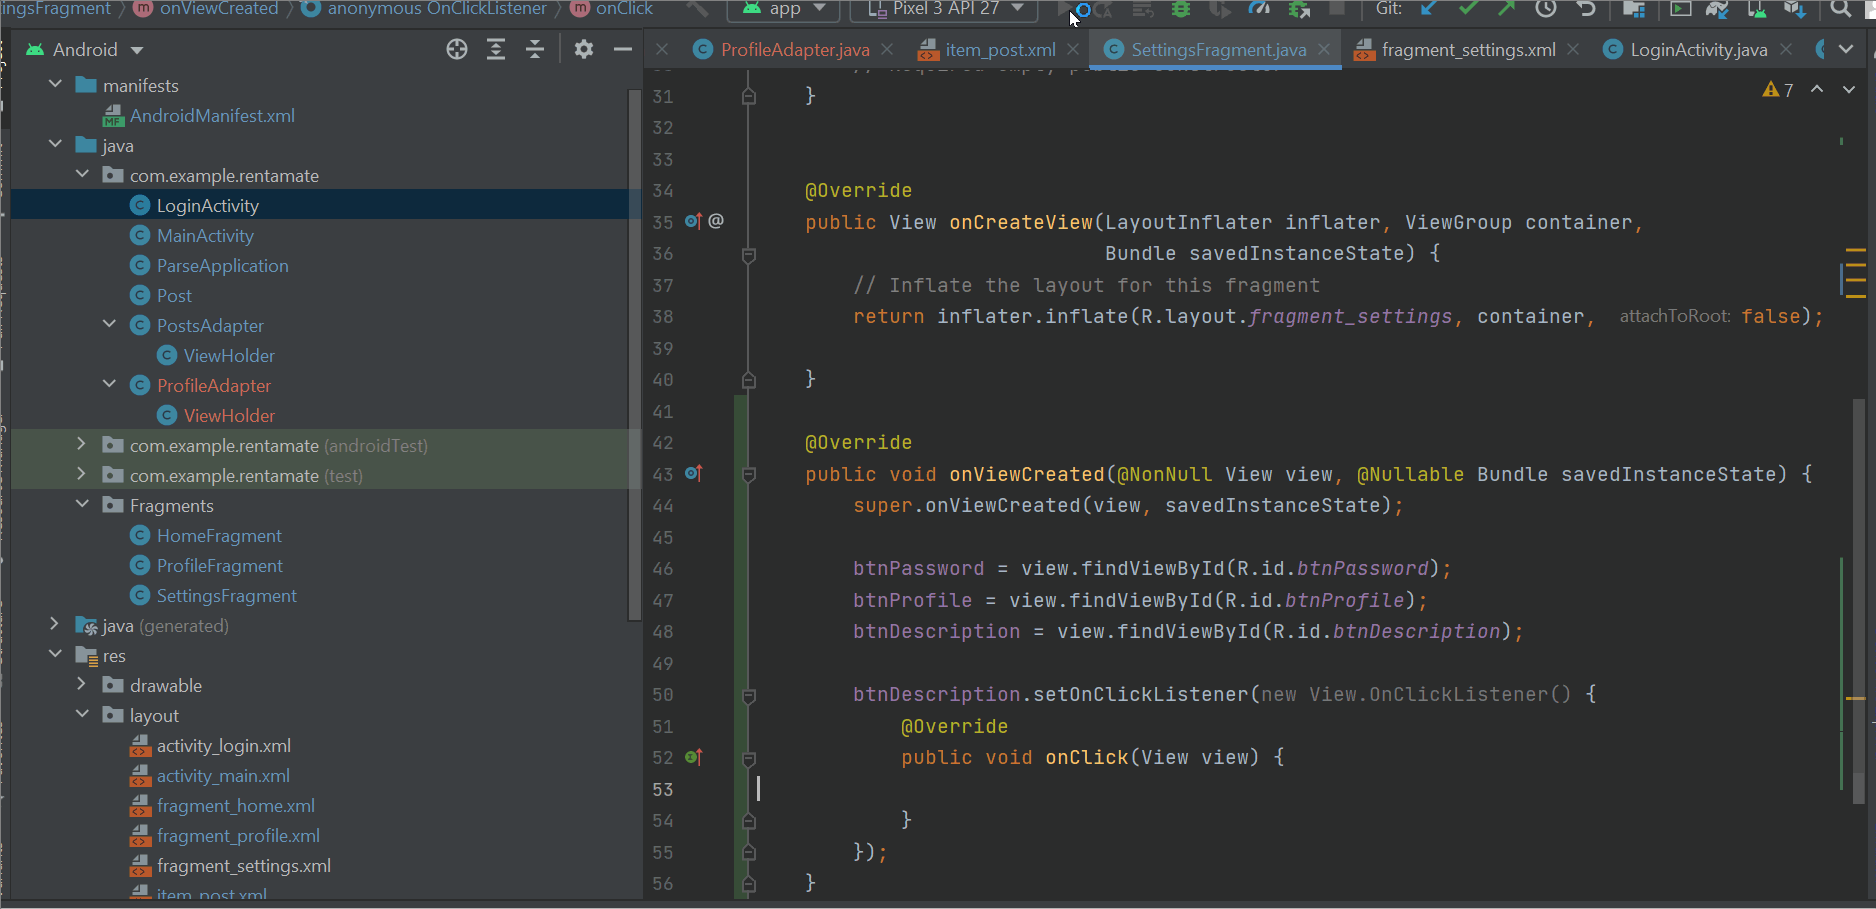 ngsFragment onViewCreated anonymous OnClickListener onClick app Pixel 3 API 27 Git:
Android
ProfileAdapter.java item_post.xml SettingsFragment.java fragment_settings.xml LoginActivity.java
manifests
AndroidManifest.xml
java
com.example.rentamate
LoginActivity
MainActivity
ParseApplication
Post
PostsAdapter
ViewHolder
ProfileAdapter
ViewHolder
com.example.rentamate (androidTest)
com.example.rentamate (test)
Fragments
HomeFragment
ProfileFragment
SettingsFragment
java (generated)
res
drawable
layout
activity_login.xml
activity_main.xml
fragment_home.xml
fragment_profile.xml
fragment_settings.xml
item_post.xml
7
31 }
32
33
34 @Override
35 @ public View onCreateView(LayoutInflater inflater, ViewGroup container,
36 Bundle savedInstanceState) {
37 // Inflate the layout for this fragment
38 return inflater.inflate(R.layout.fragment_settings, container, attachToRoot: false);
39
40 }
41
42 @Override
43 public void onViewCreated(@NonNull View view, @Nullable Bundle savedInstanceState) {
44 super.onViewCreated(view, savedInstanceState);
45
46 btnPassword = view.findViewById(R.id.btnPassword);
47 btnProfile = view.findViewById(R.id.btnProfile);
48 btnDescription = view.findViewById(R.id.btnDescription);
49
50 btnDescription.setOnClickListener(new View.OnClickListener() {
51 @Override
52 public void onClick(View view) {
53
54 }
55 });
56 }